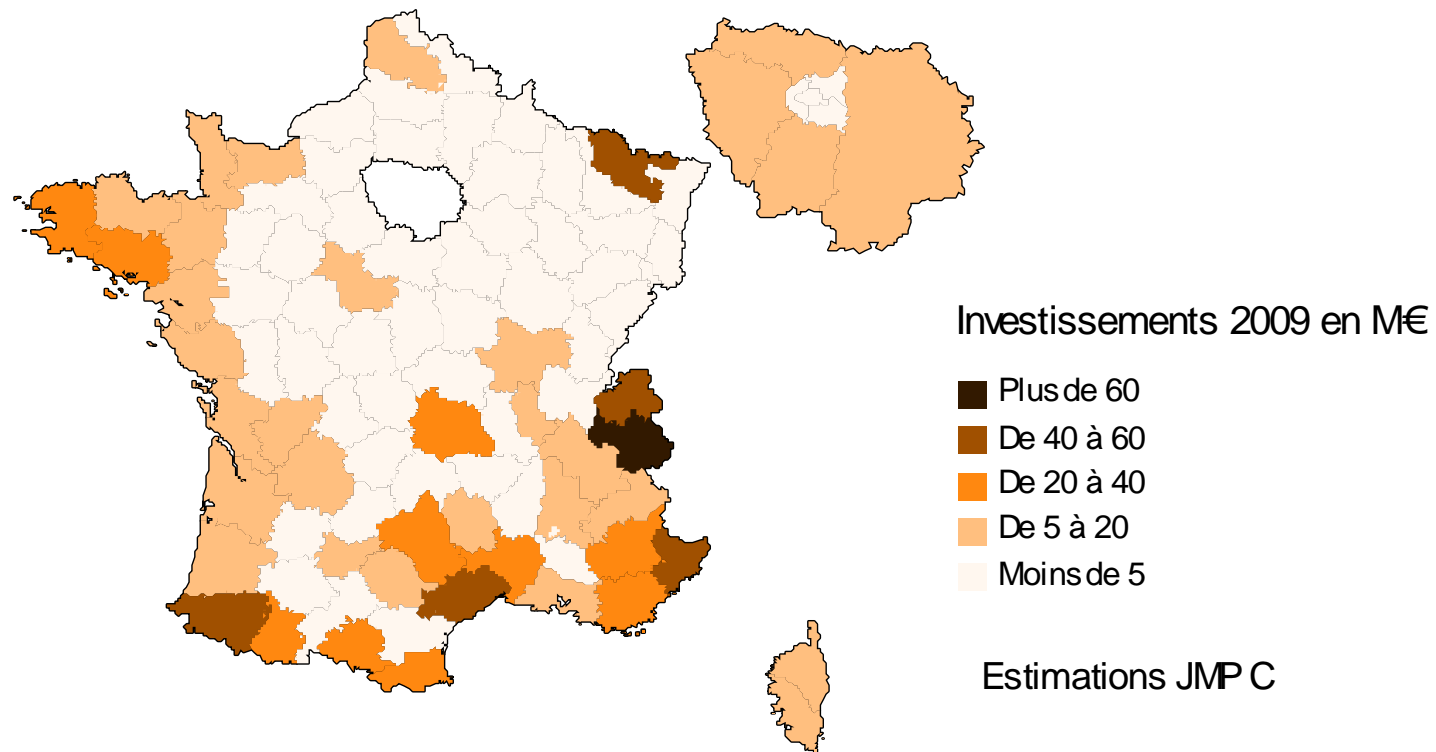 Investissements 2009 en M€
Plus de 60
De 40 à 60
De 20 à 40
De 5 à 20
Moins de 5
Estimations JMP C